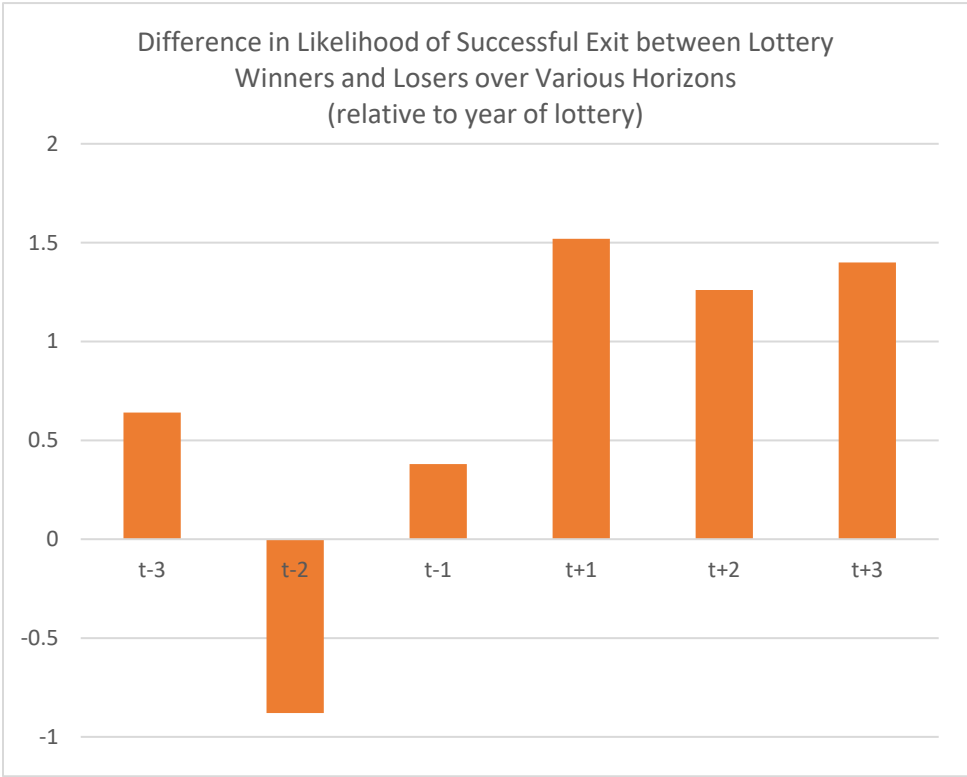 Difference in Likelihood of Successful Exit between Lottery
Winners and Losers over Various Horizons
(relative to year of lottery)
2
1.5
1
0.5
0
t-3
t-2
t-1
t+1
t+2
t+3
-0.5
-1